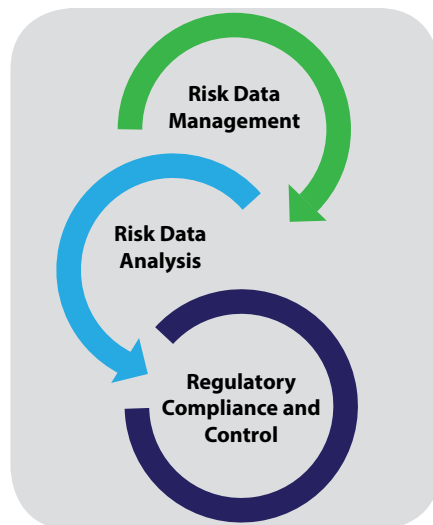 Risk Data
Management
Risk Data
Analysis
Regulatory
Compliance and
Control